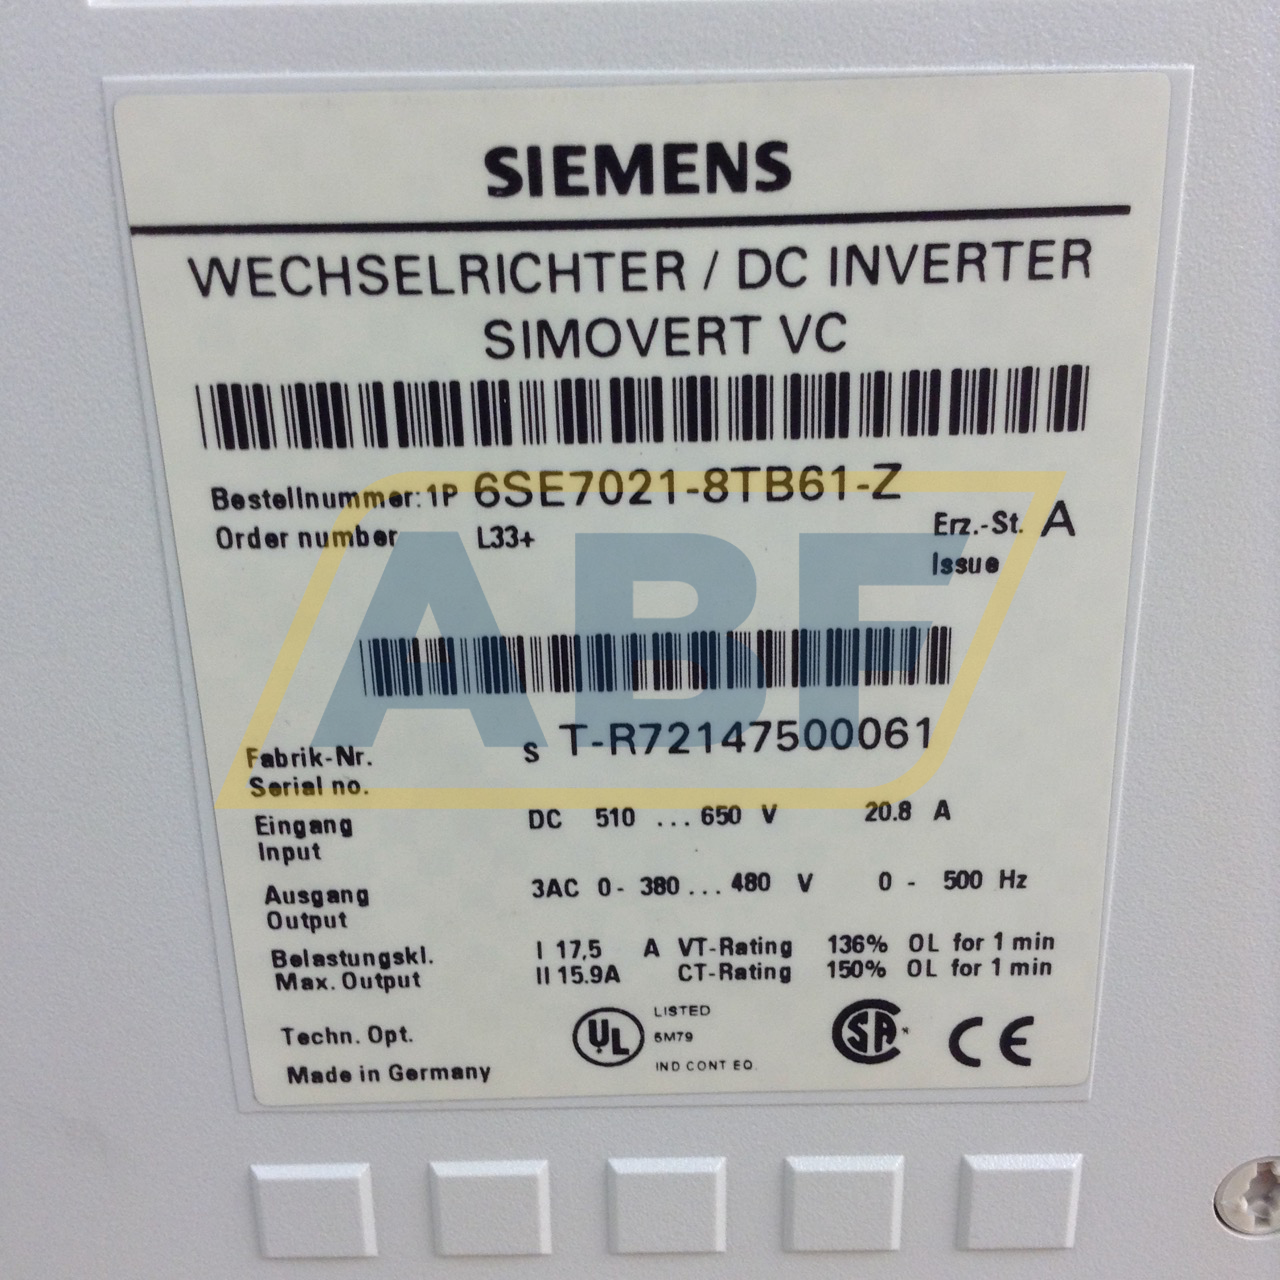 SIEMENS
WECHSELRICHTER / DC INVERTER
SIMOVERT VC
Bestellnummer: 1P 6SE7021-8TB61-Z
Order number L33+
Erz.-St. A
Issue
ABF
Fabrik-Nr. S T-R72147500061
Serial no.
Eingang DC 510 ... 650 V 20.8 A
Input
Ausgang 3AC 0- 380 ... 480 V 0 - 500 Hz
Output
Belastungskl. I 17,5 A VT-Rating 136% OL for 1 min
Max. Output II 15.9A CT-Rating 150% OL for 1 min
Techn. Opt.
UL LISTED
5M79
IND CONT EQ.
SA CE
Made in Germany